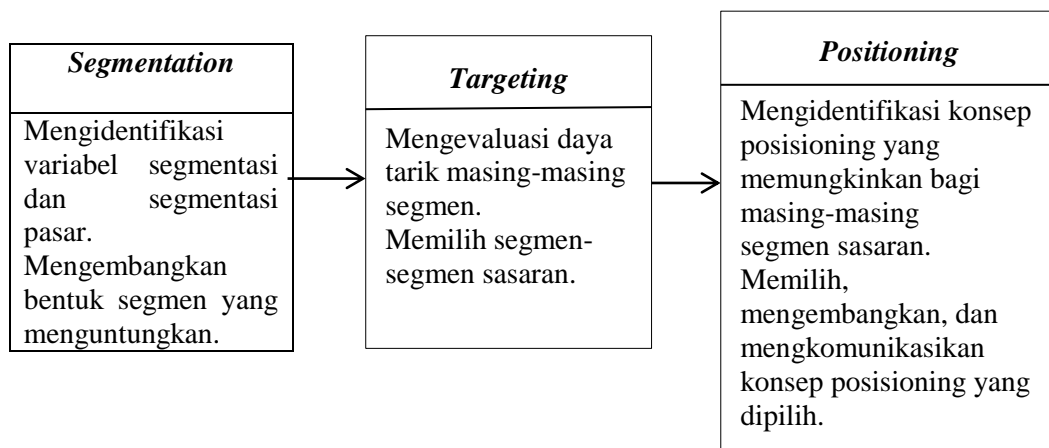 Segmentation
Mengidentifikasi
variabel segmentasi
dan segmentasi
pasar.
Mengembangkan
bentuk segmen yang
menguntungkan.
Targeting
Mengevaluasi daya
tarik masing-masing
segmen.
Memilih segmen-
segmen sasaran.
Positioning
Mengidentifikasi konsep
posisioning yang
memungkinkan bagi
masing-masing
segmen sasaran.
Memilih,
mengembangkan, dan
mengkomunikasikan
konsep posisioning yang
dipilih.